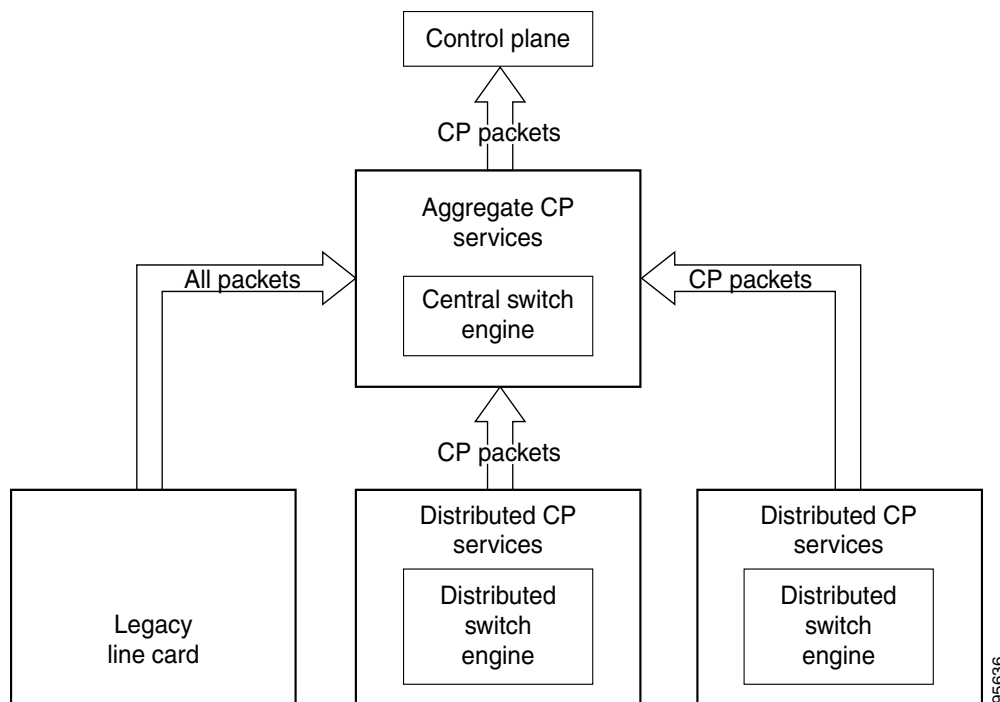 Control plane
CP packets
Aggregate CP
services
All packets
Central switch
engine
CP packets
CP packets
Legacy
line card
Distributed CP
services
Distributed
switch
engine
Distributed CP
services
Distributed
switch
engine
95636